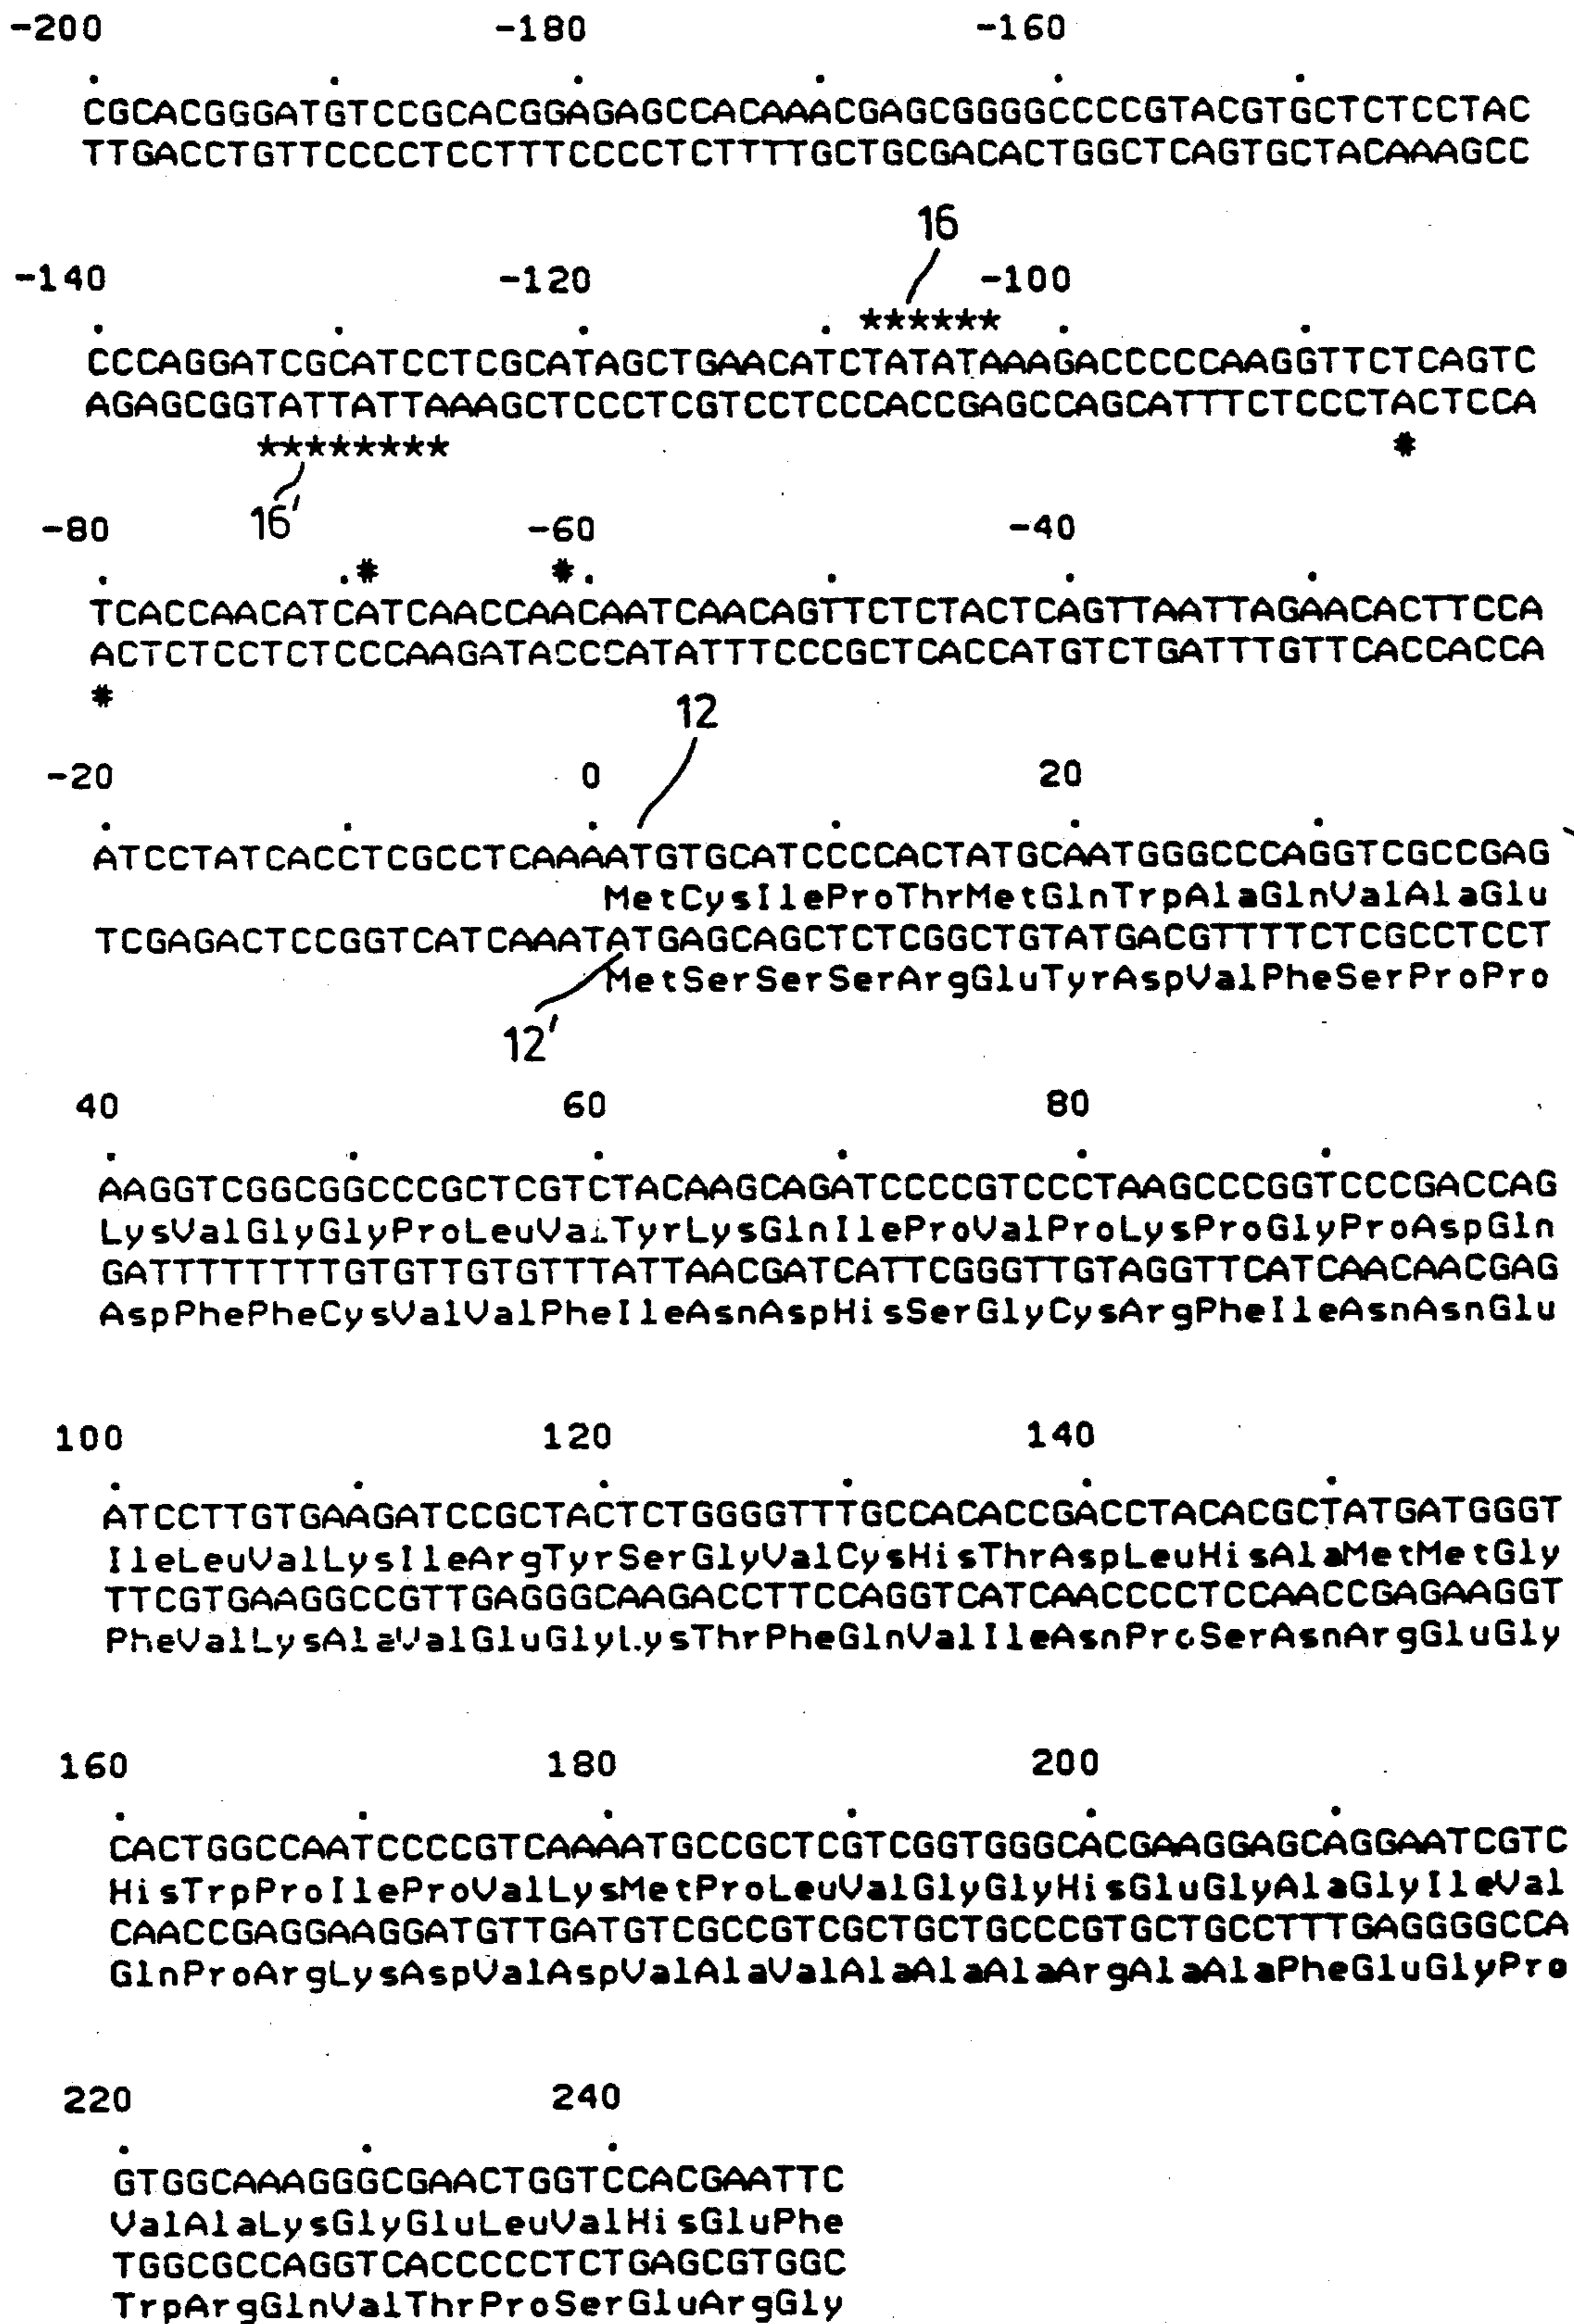 -200 -180 -160
. . . . . .
CGCACGGGATGTCCGCACGGAGAGCCACAAACGAGCGGGGCCCCGTACGTGCTCTCCTAC
TTGACCTGTTCCCCTCCTTTCCCCTCTTTTGCTGCGACACTGGCTCAGTGCTACAAAGCC
16
-140 -120 -100
. . . . ****** . .
CCCAGGATCGCATCCTCGCATAGCTGAACATCTATATAAAGACCCCCAAGGTTCTCAGTC
AGAGCGGTATTATTAAAGCTCCCTCGTCCTCCCACCGAGCCAGCATTTCTCCCTACTCCA
******** #
16'
-80 -60 -40
. .# #. . . .
TCACCAACATCATCAACCAACAATCAACAGTTCTCTACTCAGTTAATTAGAACACTTCCA
ACTCTCCTCTCCCAAGATACCCATATTTCCCGCTCACCATGTCTGATTTGTTCACCACCA
#
12
-20 0 20
. . . . . .
ATCCTATCACCTCGCCTCAAAATGTGCATCCCCACTATGCAATGGGCCCAGGTCGCCGAG
MetCysIleProThrMetGlnTrpAlaGlnValAlaGlu
TCGAGACTCCGGTCATCAAATATGAGCAGCTCTCGGCTGTATGACGTTTTCTCGCCTCCT
MetSerSerSerArgGluTyrAspValPheSerProPro
12'
40 60 80
. . . . . .
AAGGTCGGCGGCCCGCTCGTCTACAAGCAGATCCCCGTCCCTAAGCCCGGTCCCGACCAG
LysValGlyGlyProLeuValTyrLysGlnIleProValProLysProGlyProAspGln
GATTTTTTTTGTGTTGTGTTTATTAACGATCATTCGGGTTGTAGGTTCATCAACAACGAG
AspPhePheCysValValPheIleAsnAspHisSerGlyCysArgPheIleAsnAsnGlu
100 120 140
. . . . . .
ATCCTTGTGAAGATCCGCTACTCTGGGGTTTGCCACACCGACCTACACGCTATGATGGGT
IleLeuValLysIleArgTyrSerGlyValCysHisThrAspLeuHisAlaMetMetGly
TTCGTGAAGGCCGTTGAGGGCAAGACCTTCCAGGTCATCAACCCCTCCAACCGAGAAGGT
PheValLysAlaValGluGlyLysThrPheGlnValIleAsnProSerAsnArgGluGly
160 180 200
. . . . . .
CACTGGCCAATCCCCGTCAAAATGCCGCTCGTCGGTGGGCACGAAGGAGCAGGAATCGTC
HisTrpProIleProValLysMetProLeuValGlyGlyHisGluGlyAlaGlyIleVal
CAACCGAGGAAGGATGTTGATGTCGCCGTCGCTGCTGCCCGTGCTGCCTTTGAGGGGCCA
GlnProArgLysAspValAspValAlaValAlaAlaAlaArgAlaAlaPheGluGlyPro
220 240
. . .
GTGGCAAAGGGCGAACTGGTCCACGAATTC
ValAlaLysGlyGluLeuValHisGluPhe
TGGCGCCAGGTCACCCCCTCTGAGCGTGGC
TrpArgGlnValThrProSerGluArgGly